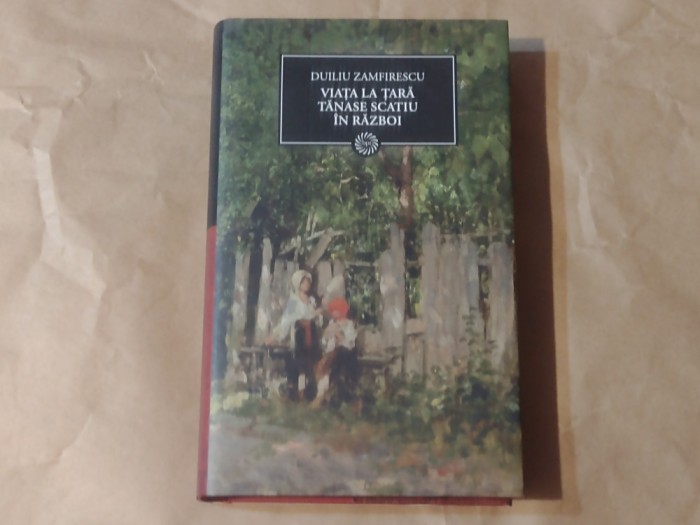 DUILIU ZAMFIRESCU
VIAȚA LA ȚARĂ
TĂNASE SCATIU
ÎN RĂZBOI